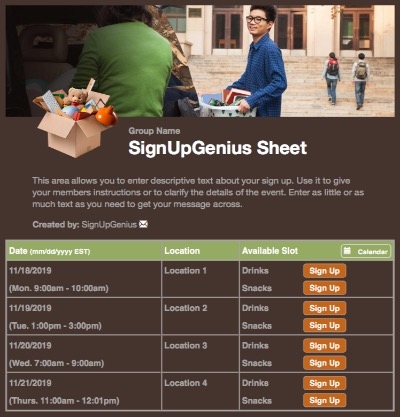 Group Name
SignUpGenius Sheet
This area allows you to enter descriptive text about your sign up. Use it to give
your members instructions or to clarify the details of the event. Enter as little or as
much text as you need to get your message across.
Created by: SignUpGenius
Date (mm/dd/yyyy EST) Location Available Slot Calendar
11/18/2019 Location 1 Drinks Sign Up
(Mon. 9:00am - 10:00am) Snacks Sign Up
11/19/2019 Location 2 Drinks Sign Up
(Tue. 1:00pm - 3:00pm) Snacks Sign Up
11/20/2019 Location 3 Drinks Sign Up
(Wed. 7:00am - 9:00am) Snacks Sign Up
11/21/2019 Location 4 Drinks Sign Up
(Thurs. 11:00am - 12:01pm) Snacks Sign Up